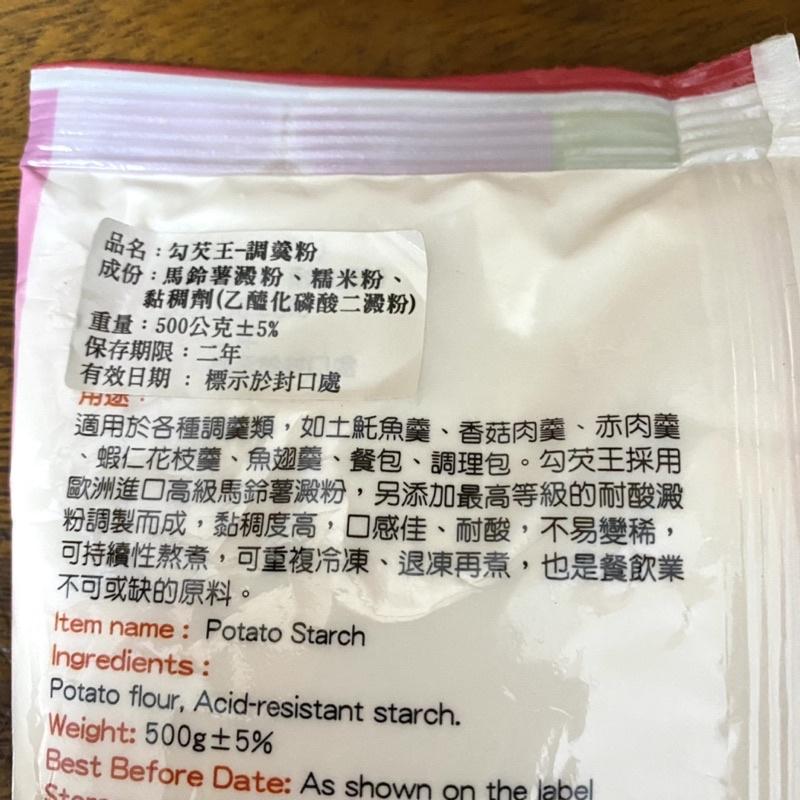 品名：勾芡王-調羹粉
成份：馬鈴薯澱粉、糯米粉、
黏稠劑(乙醯化磷酸二澱粉)
重量：500公克±5%
保存期限：二年
有效日期：標示於封口處
用途：
適用於各種調羹類，如土魠魚羹、香菇肉羹、赤肉羹
、蝦仁花枝羹、魚翅羹、餐包、調理包。勾芡王採用
歐洲進口高級馬鈴薯澱粉，另添加最高等級的耐酸澱
粉調製而成，黏稠度高，口感佳、耐酸，不易變稀，
可持續性熬煮，可重複冷凍、退凍再煮，也是餐飲業
不可或缺的原料。
Item name： Potato Starch
Ingredients：
Potato flour, Acid-resistant starch.
Weight: 500g±5%
Best Before Date: As shown on the label